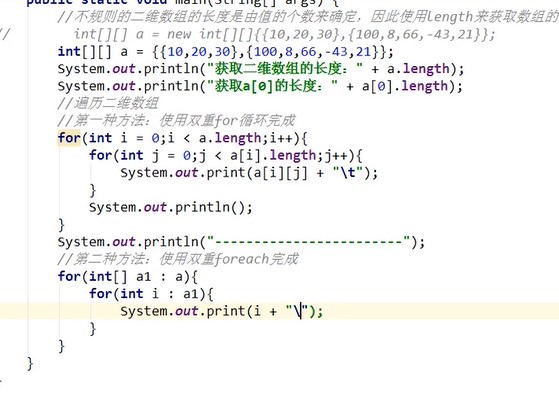 public static void main(String[] args) {
//不规则的二维数组的长度是由值的个数来确定，因此使用length来获取数组的
// int[][] a = new int[][]{{10,20,30},{100,8,66,-43,21}};
int[][] a = {{10,20,30},{100,8,66,-43,21}};
System.out.println("获取二维数组的长度：" + a.length);
System.out.println("获取a[0]的长度：" + a[0].length);
//遍历二维数组
//第一种方法：使用双重for循环完成
for(int i = 0;i < a.length;i++){
for(int j = 0;j < a[i].length;j++){
System.out.print(a[i][j] + "\t");
}
System.out.println();
}
System.out.println("------------------------");
//第二种方法：使用双重foreach完成
for(int[] a1 : a){
for(int i : a1){
System.out.print(i + "\");
}
}
}